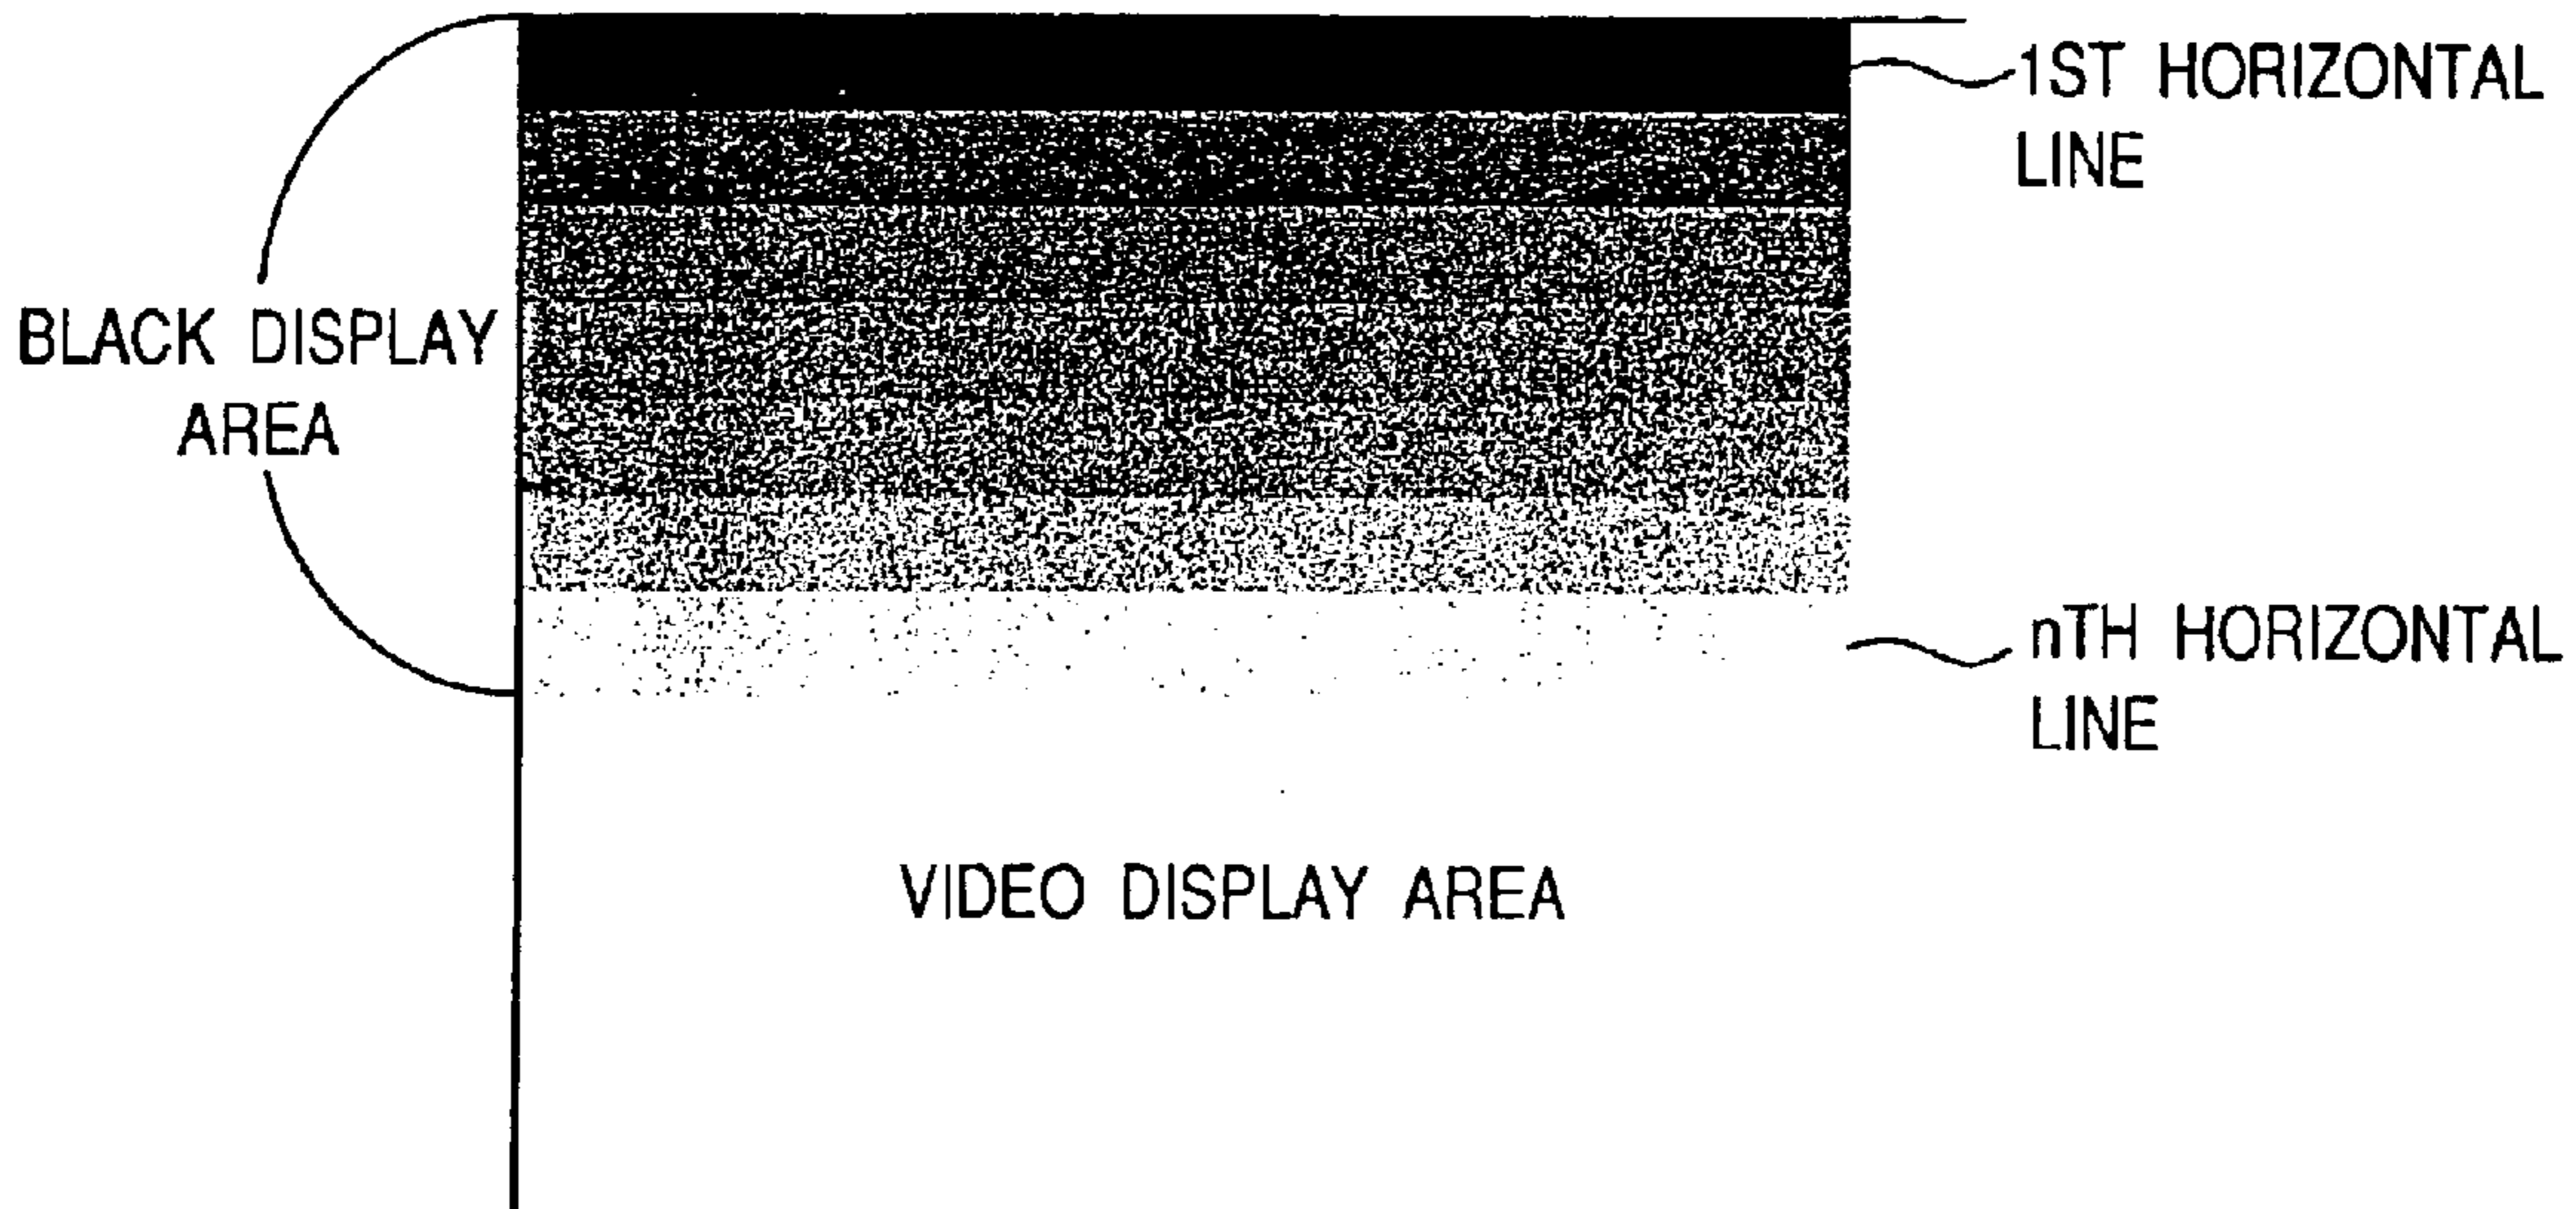 1ST HORIZONTAL
LINE
BLACK DISPLAY
AREA
nTH HORIZONTAL
LINE
VIDEO DISPLAY AREA